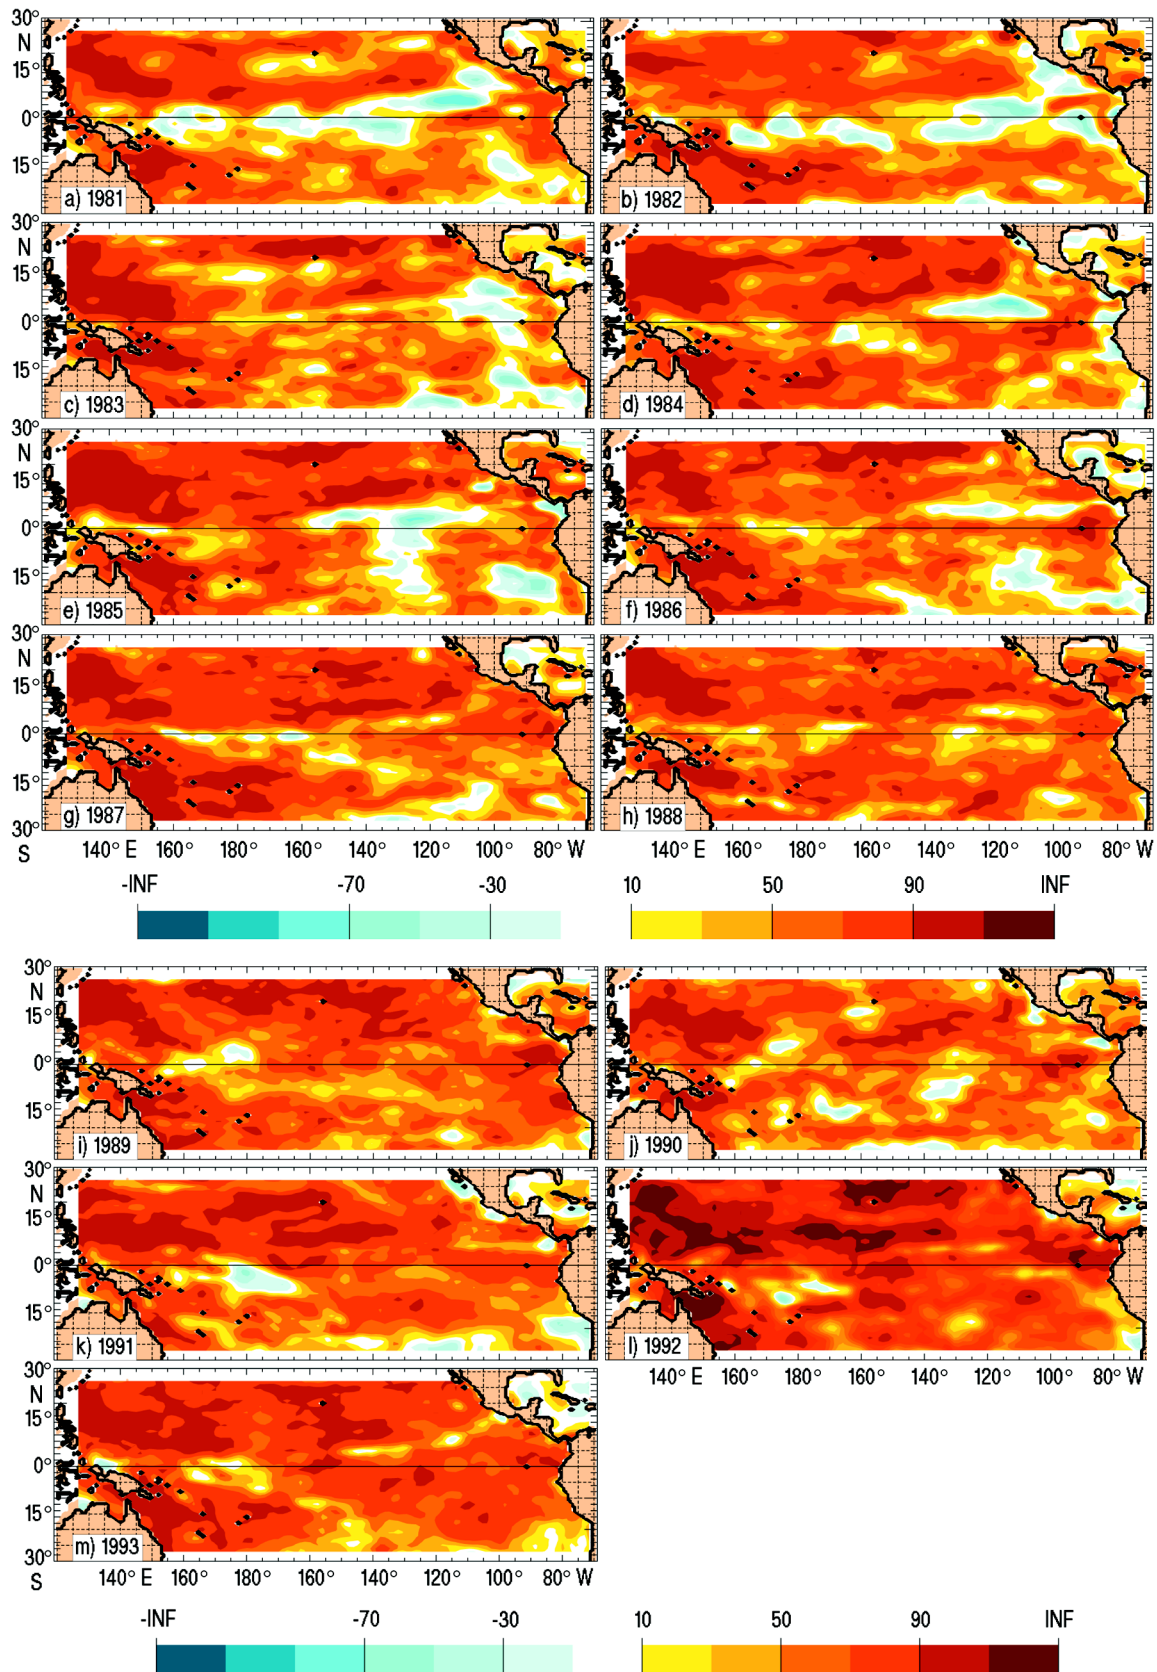 30° N 15° 0° 15°
a) 1981
b) 1982
30° N 15° 0° 15°
c) 1983
d) 1984
30° N 15° 0° 15°
e) 1985
f) 1986
30° N 15° 0° 15° 30° S
g) 1987
h) 1988
140° E 160° 180° 160° 140° 120° 100° 80° W
140° E 160° 180° 160° 140° 120° 100° 80° W
-INF -70 -30 10 50 90 INF
30° N 15° 0° 15°
i) 1989
j) 1990
30° N 15° 0° 15°
k) 1991
l) 1992
140° E 160° 180° 160° 140° 120° 100° 80° W
30° N 15° 0° 15° 30° S
m) 1993
140° E 160° 180° 160° 140° 120° 100° 80° W
-INF -70 -30 10 50 90 INF